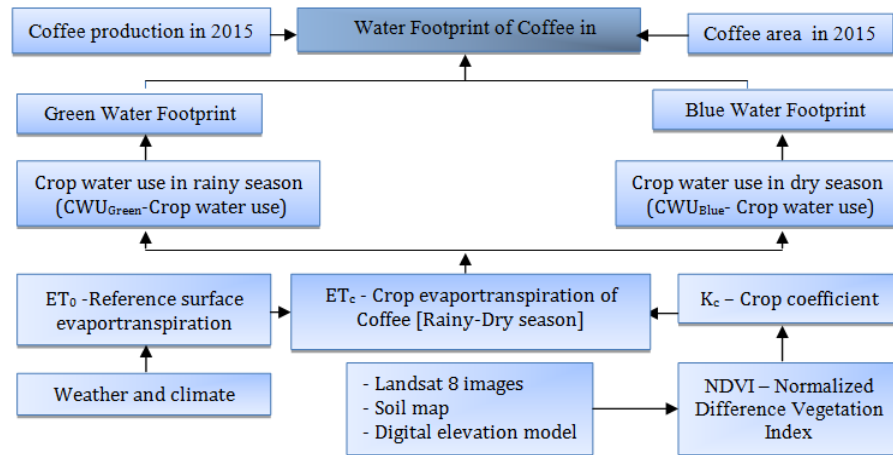 Coffee production in 2015
Water Footprint of Coffee in
Coffee area in 2015
Green Water Footprint
Blue Water Footprint
Crop water use in rainy season
(CWUGreen-Crop water use)
Crop water use in dry season
(CWUBlue- Crop water use)
ET0 -Reference surface
evaportranspiration
ETc - Crop evaportranspiration of
Coffee [Rainy-Dry season]
Kc – Crop coefficient
Weather and climate
- Landsat 8 images
- Soil map
- Digital elevation model
NDVI – Normalized
Difference Vegetation
Index